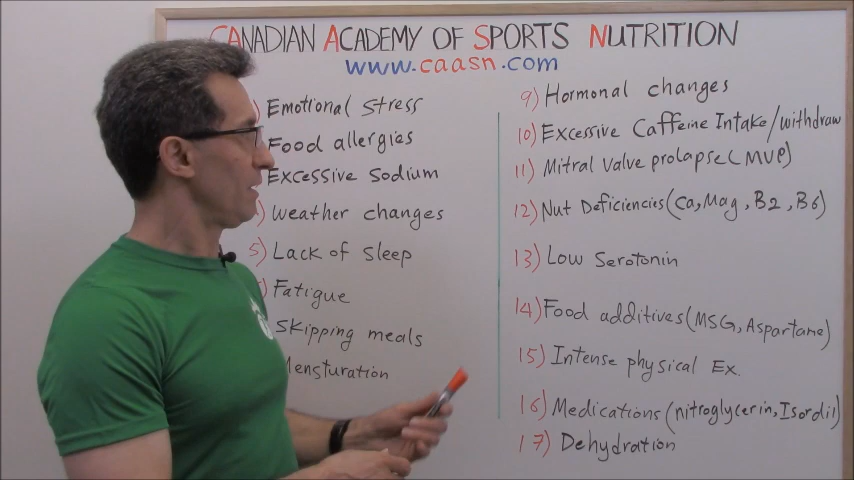 CANADIAN ACADEMY OF SPORTS NUTRITION
www.caasn.com
) Emotional stress
Food allergies
Excessive Sodium
) Weather changes
5) Lack of Sleep
) Fatigue
Skipping meals
Mensturation
9) Hormonal changes
10) Excessive Caffeine Intake/withdraw
11) Mitral Valve prolapse (MVP)
12) Nut Deficiencies (Ca, Mag, B2, B6)
13) Low Serotonin
14) Food additives (MSG, Aspartame)
15) Intense physical Ex.
16) Medications (nitroglycerin, Isordil)
17) Dehydration